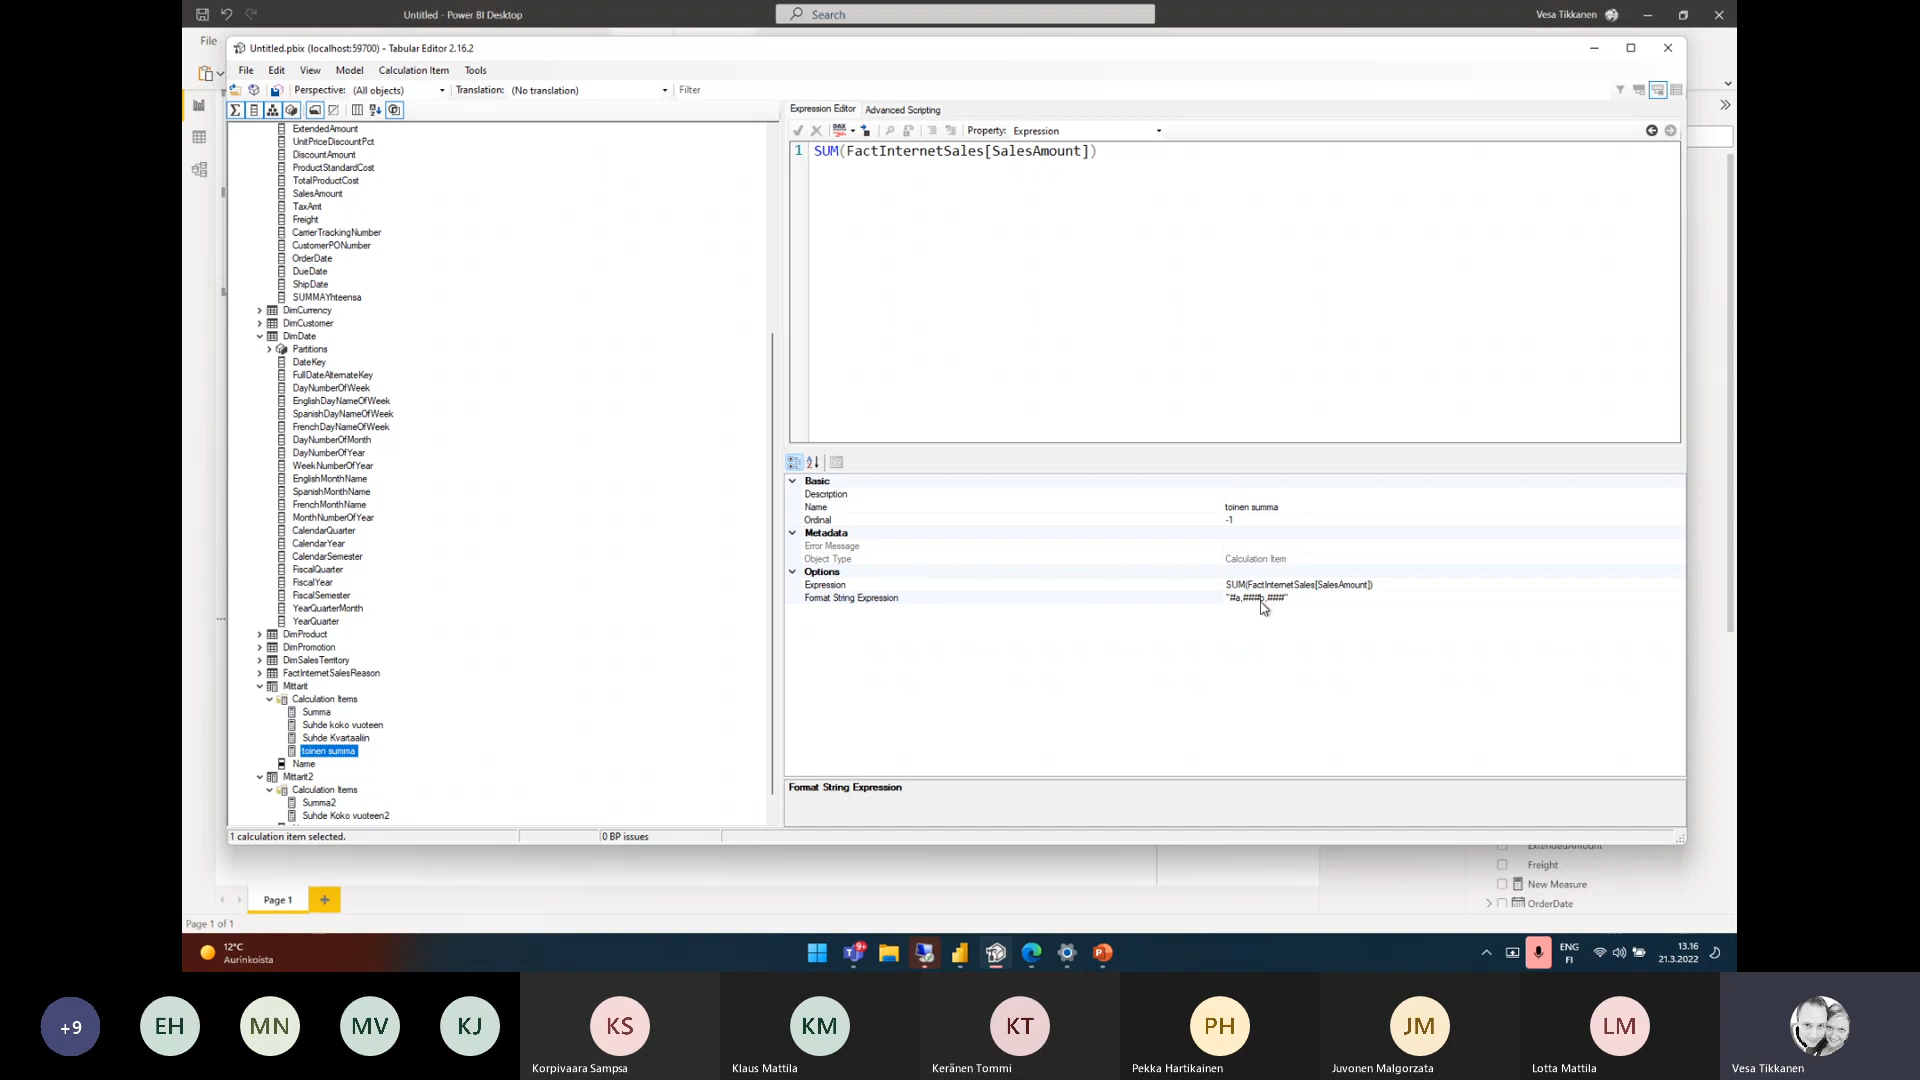 Untitled - Power BI Desktop
Search
Vesa Tikkanen
File
Untitled.pbix (localhost:59700) - Tabular Editor 2.16.2
File Edit View Model Calculation Item Tools
Perspective: (All objects) Translation: (No translation) Filter
ExtendedAmount
UnitPriceDiscountPct
DiscountAmount
ProductStandardCost
TotalProductCost
SalesAmount
TaxAmt
Freight
CarrierTrackingNumber
CustomerPONumber
OrderDate
DueDate
ShipDate
SUMMAYhteensa
DimCurrency
DimCustomer
DimDate
Partitions
DateKey
FullDateAlternateKey
DayNumberOfWeek
EnglishDayNameOfWeek
SpanishDayNameOfWeek
FrenchDayNameOfWeek
DayNumberOfMonth
DayNumberOfYear
WeekNumberOfYear
EnglishMonthName
SpanishMonthName
FrenchMonthName
MonthNumberOfYear
CalendarQuarter
CalendarYear
CalendarSemester
FiscalQuarter
FiscalYear
FiscalSemester
YearQuarterMonth
YearQuarter
DimProduct
DimPromotion
DimSalesTerritory
FactInternetSalesReason
Mittarit
Calculation Items
Summa
Suhde koko vuoteen
Suhde Kvartaaliin
toinen summa
Name
Mittarit2
Calculation Items
Summa2
Suhde Koko vuoteen2
1 calculation item selected.
0 BP issues
Expression Editor Advanced Scripting
DAX
Property: Expression
1 SUM(FactInternetSales[SalesAmount])
Basic
Description
Name toinen summa
Ordinal -1
Metadata
Error Message
Object Type Calculation Item
Options
Expression SUM(FactInternetSales[SalesAmount])
Format String Expression
Format String Expression
ExtendedAmount
Freight
New Measure
OrderDate
Page 1
Page 1 of 1
12°C
Aurinkoista
9+
ENG
FI
13.16
21.3.2022
+9
EH
MN
MV
KJ
KS
KM
KT
PH
JM
LM
Korpivaara Sampsa
Klaus Mattila
Keränen Tommi
Pekka Hartikainen
Juvonen Malgorzata
Lotta Mattila
Vesa Tikkanen